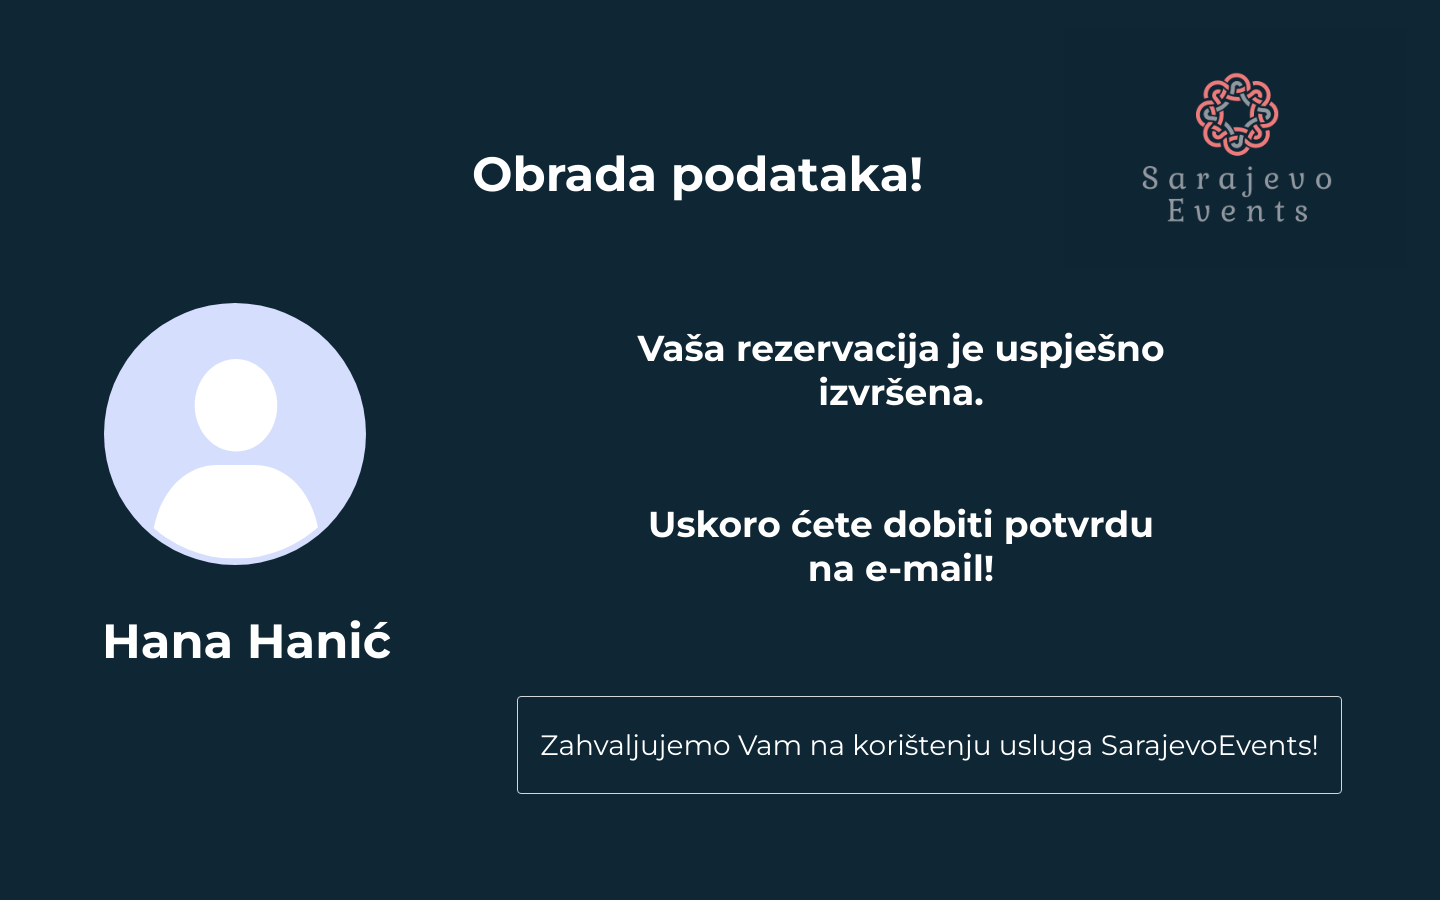 Sarajevo
Events
Obrada podataka!
Vaša rezervacija je uspješno
izvršena.
Uskoro ćete dobiti potvrdu
na e-mail!
Hana Hanić
Zahvaljujemo Vam na korištenju usluga SarajevoEvents!